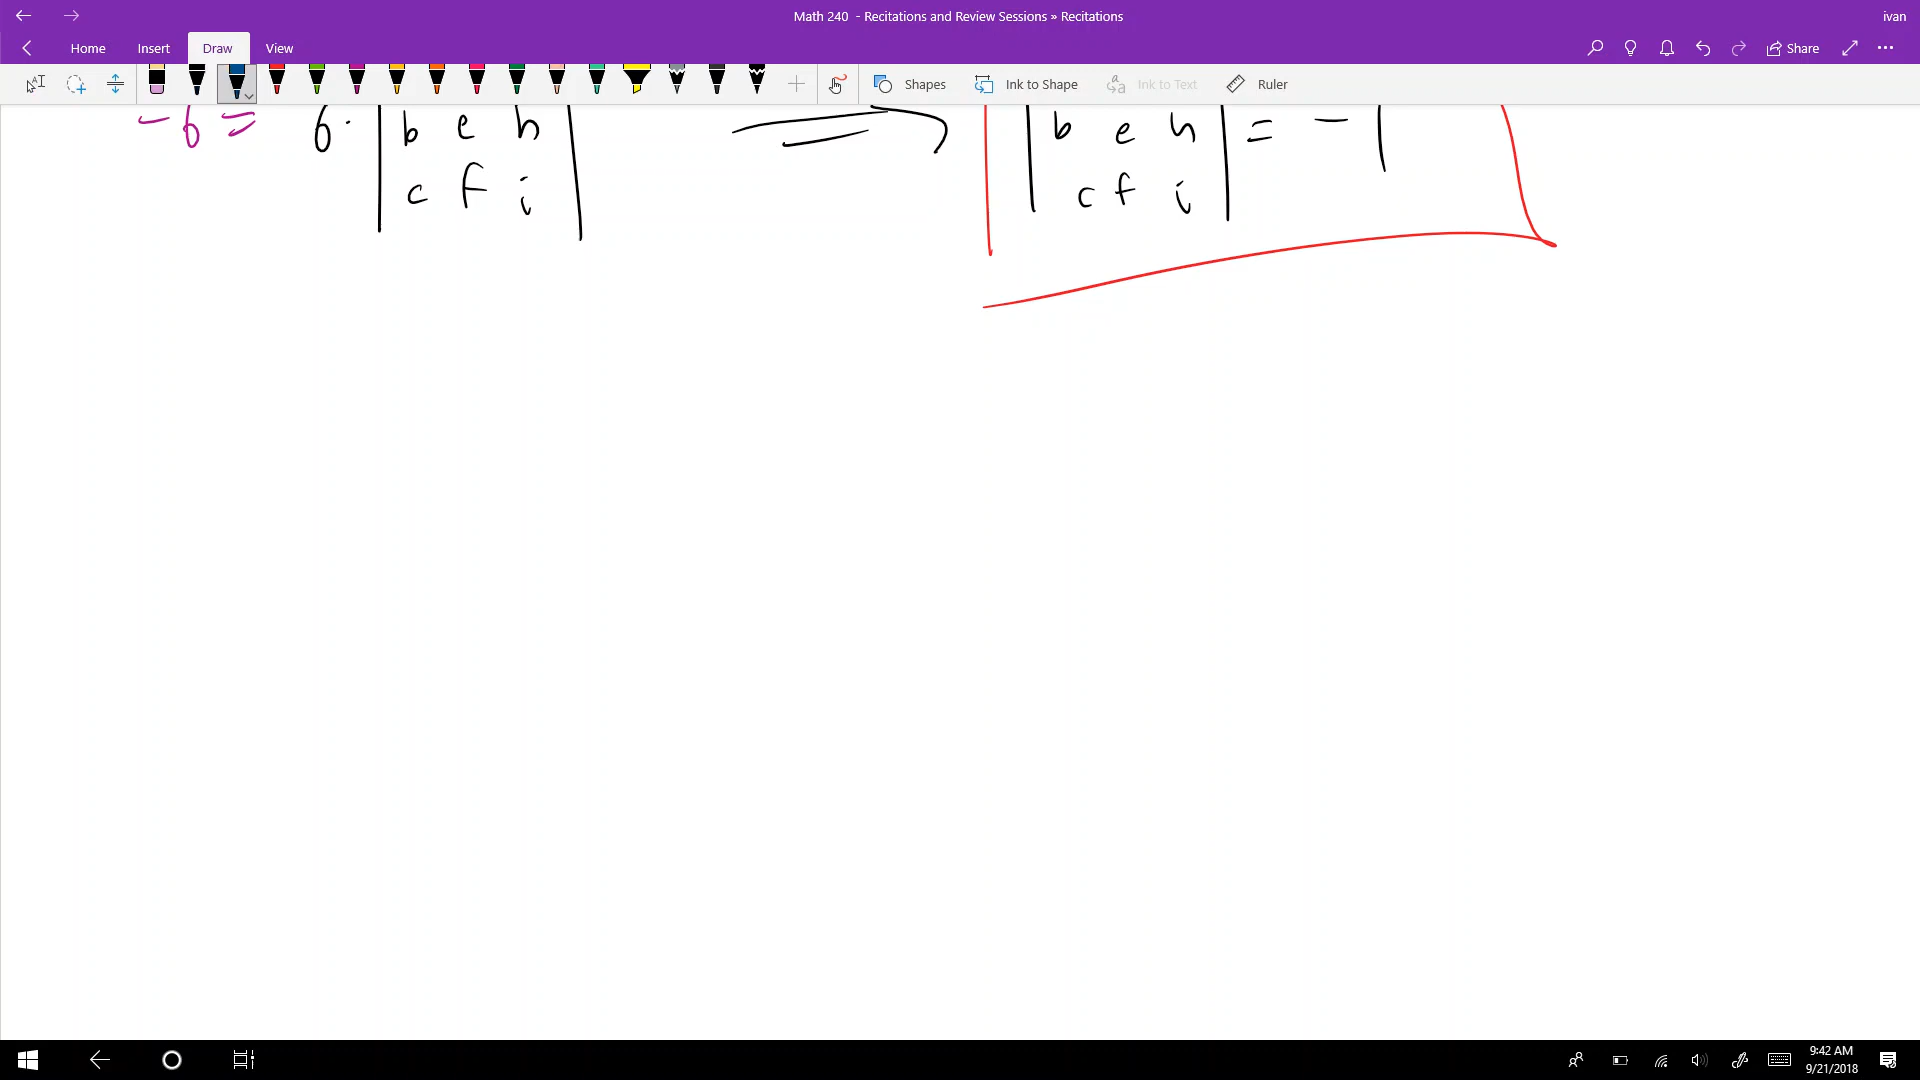 Math 240 - Recitations and Review Sessions » Recitations
ivan
Home Insert Draw View
Share
Shapes Ink to Shape Ink to Text Ruler
- 6 = 6 · | b e h | ⟹ | b e h | = - 1
c f i c f i
9:42 AM
9/21/2018